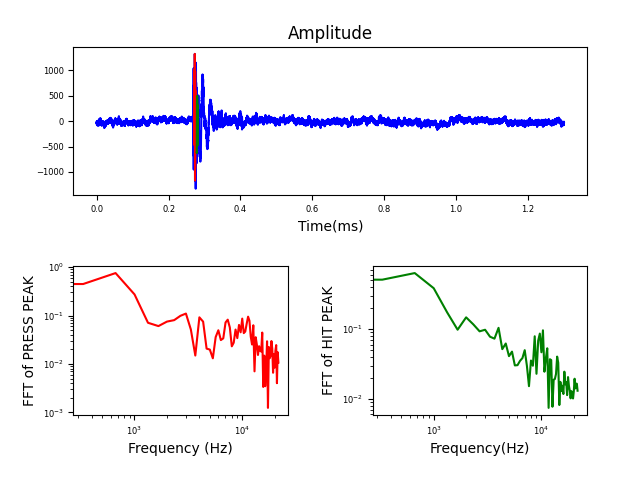 Amplitude
1000
500
0
−500
−1000
0.0 0.2 0.4 0.6 0.8 1.0 1.2
Time(ms)
FFT of PRESS PEAK
10⁰
10⁻¹
10⁻²
10⁻³
10³ 10⁴
Frequency (Hz)
FFT of HIT PEAK
10⁻¹
10⁻²
10³ 10⁴
Frequency(Hz)